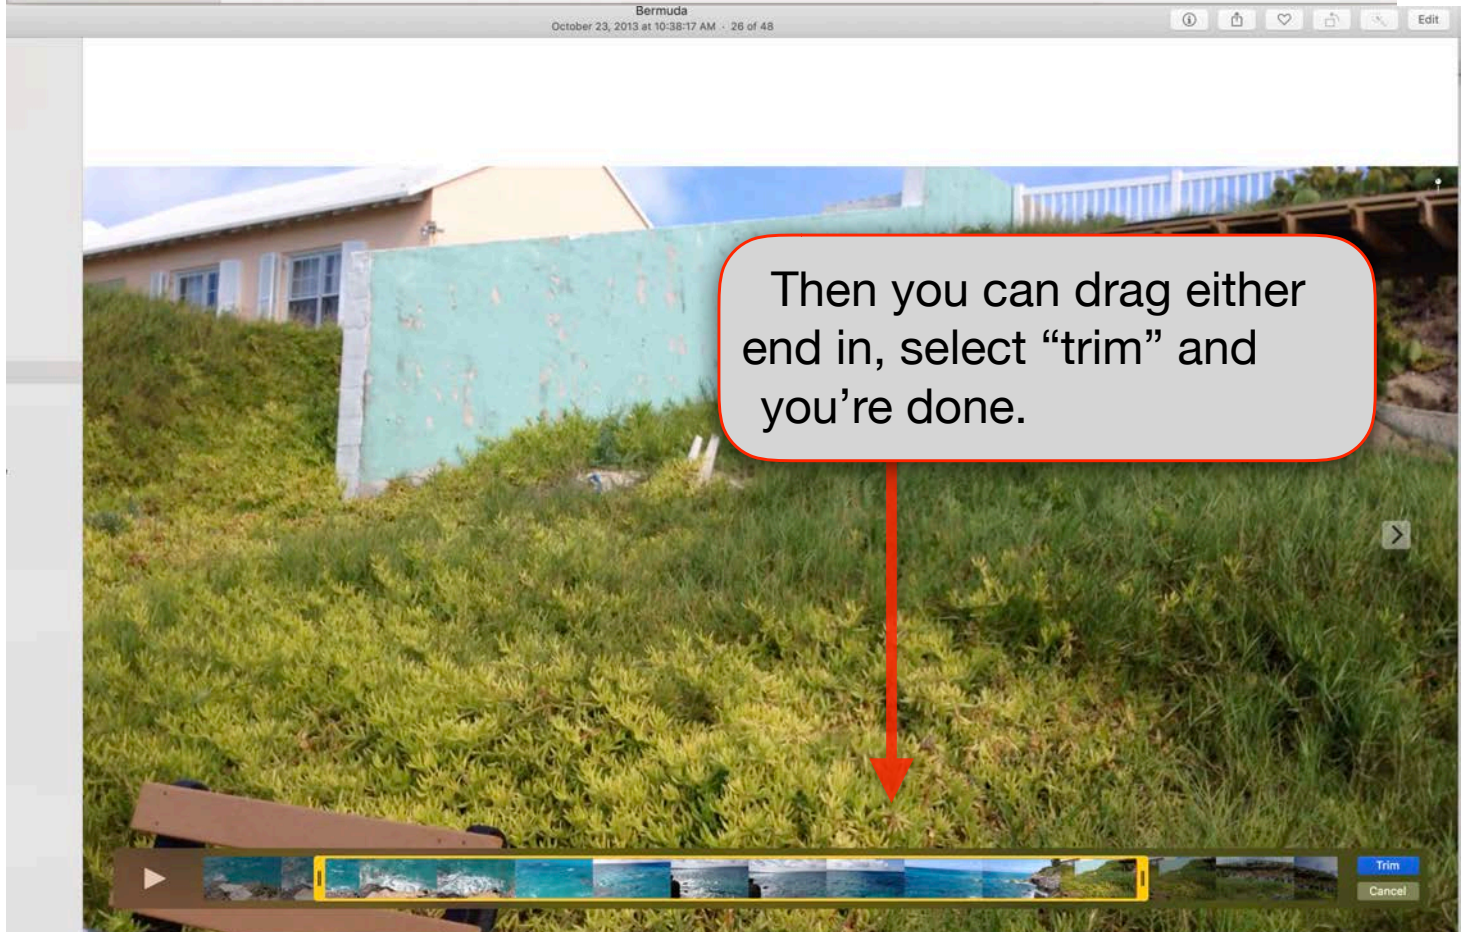 Bermuda
October 23, 2013 at 10:38:17 AM · 26 of 48
Edit
Then you can drag either
end in, select “trim” and
you’re done.
Trim
Cancel